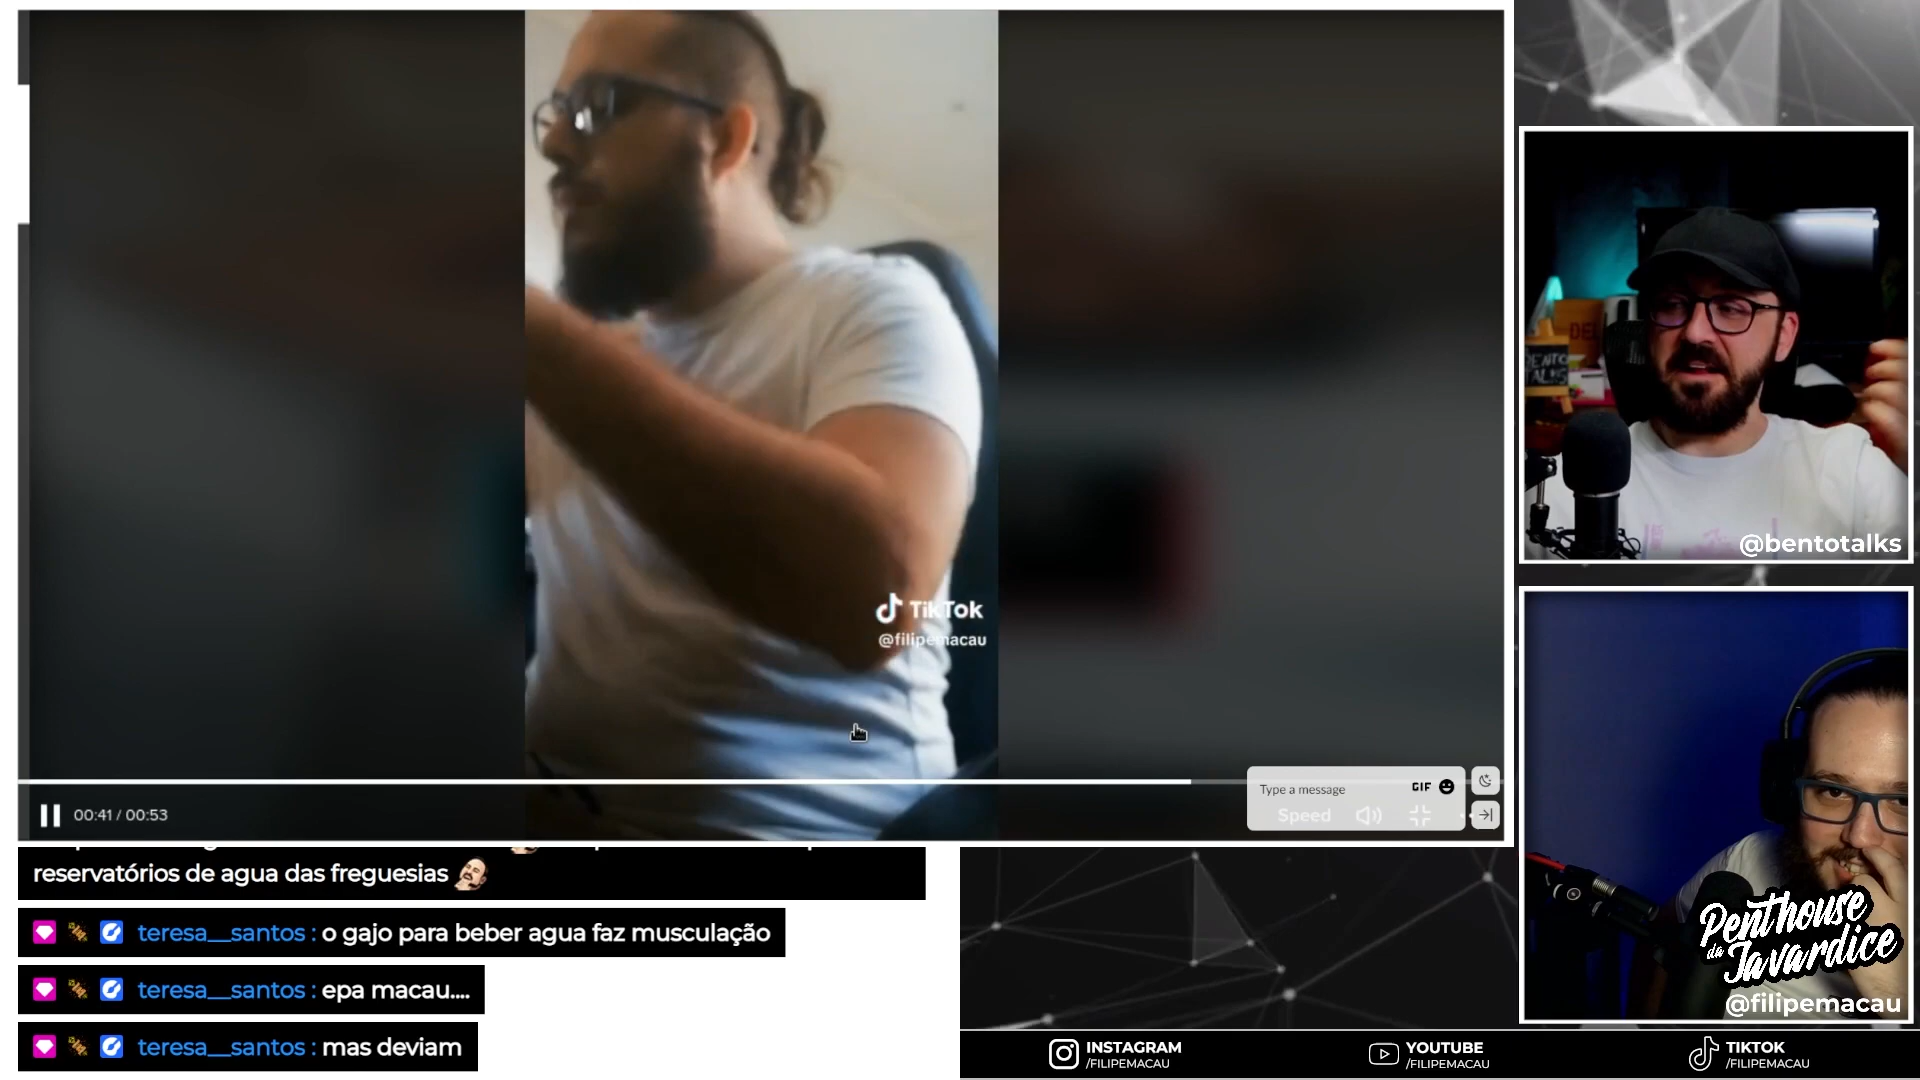 TikTok
@filipemacau
00:41 / 00:53
Type a message
GIF
Speed
BENTO
TALKS
@bentotalks
Penthouse
da Javardice
@filipemacau
reservatórios de agua das freguesias
teresa__santos : o gajo para beber agua faz musculação
teresa__santos : epa macau....
teresa__santos : mas deviam
INSTAGRAM
/FILIPEMACAU
YOUTUBE
/FILIPEMACAU
TIKTOK
/FILIPEMACAU